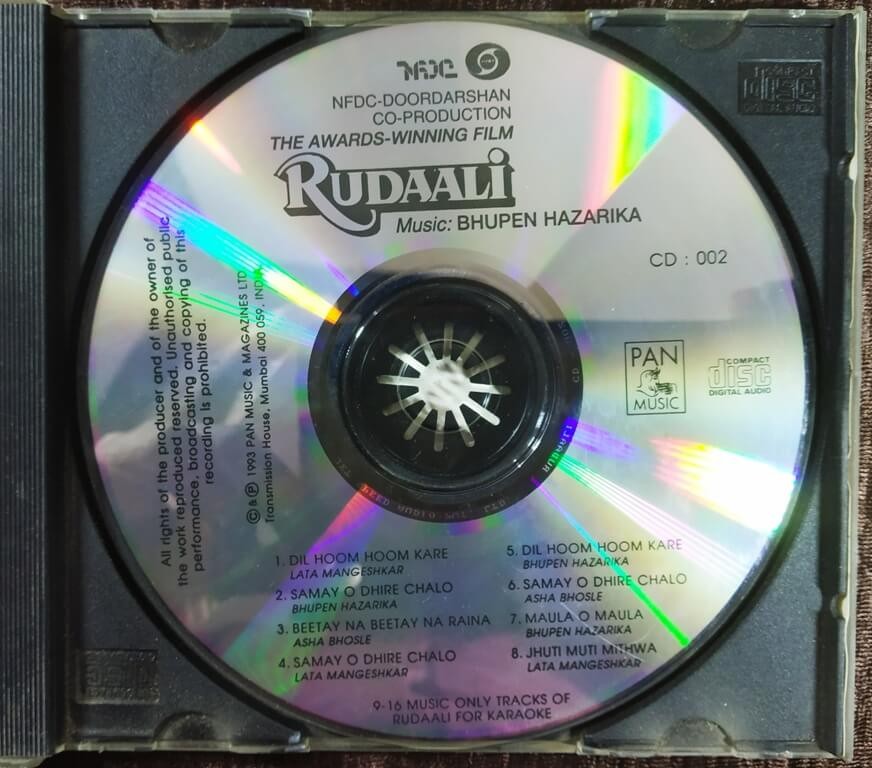 NFDC
NFDC-DOORDARSHAN
CO-PRODUCTION
THE AWARDS-WINNING FILM
RUDAALI
Music: BHUPEN HAZARIKA
CD : 002
PAN
MUSIC
COMPACT
disc
DIGITAL AUDIO
COMPACT
disc
DIGITAL AUDIO
All rights of the producer and of the owner of
the work reproduced reserved. Unauthorised public
performance, broadcasting and copying of this
recording is prohibited.
© & ℗ 1993 PAN MUSIC & MAGAZINES LTD.
Transmission House, Mumbai 400 059. INDIA
1. DIL HOOM HOOM KARE
LATA MANGESHKAR
2. SAMAY O DHIRE CHALO
BHUPEN HAZARIKA
3. BEETAY NA BEETAY NA RAINA
ASHA BHOSLE
4. SAMAY O DHIRE CHALO
LATA MANGESHKAR
5. DIL HOOM HOOM KARE
BHUPEN HAZARIKA
6. SAMAY O DHIRE CHALO
ASHA BHOSLE
7. MAULA O MAULA
BHUPEN HAZARIKA
8. JHUTI MUTI MITHWA
LATA MANGESHKAR
9-16 MUSIC ONLY TRACKS OF
RUDAALI FOR KARAOKE